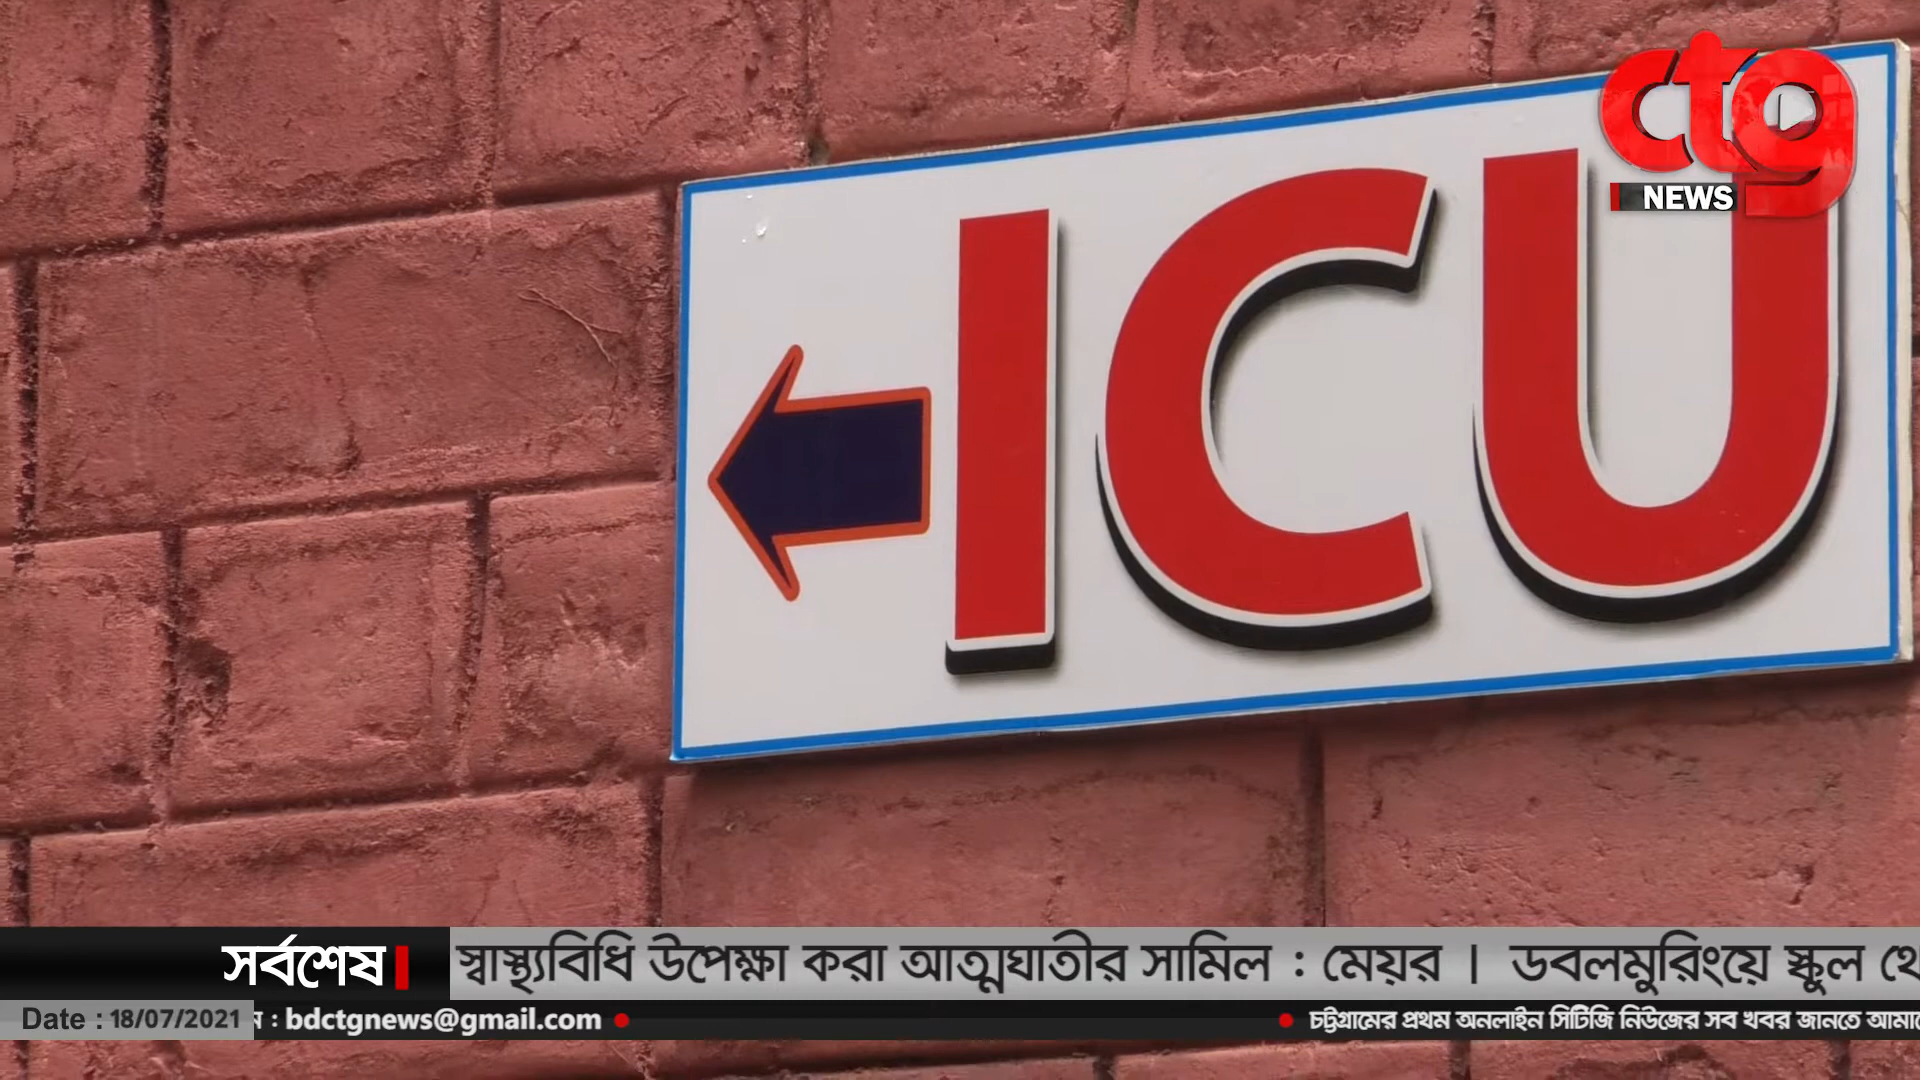 ctg
NEWS
ICU
সর্বশেষ
স্বাস্থ্যবিধি উপেক্ষা করা আত্মঘাতীর সামিল : মেয়র | ডবলমুরিংয়ে স্কুল
Date : 18/07/2021
: bdctgnews@gmail.com
চট্টগ্রামের প্রথম অনলাইন সিটিজি নিউজের সব খবর জানতে